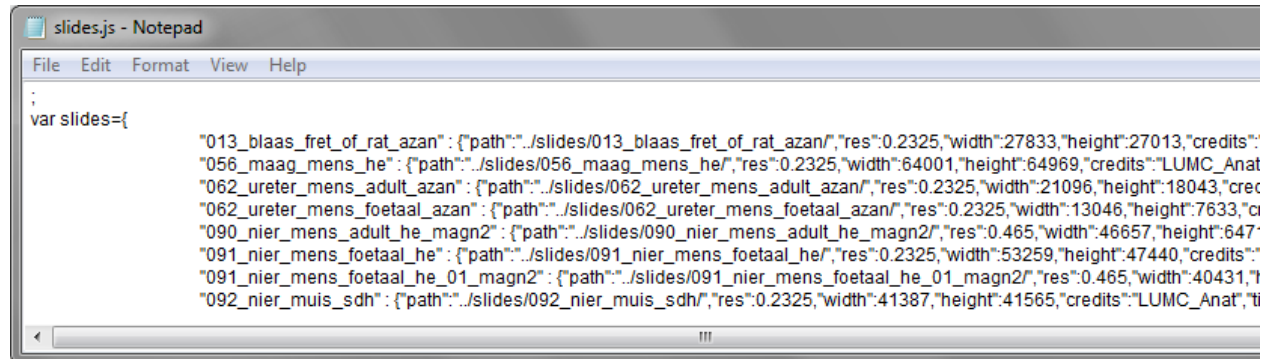 slides.js - Notepad
File Edit Format View Help
;
var slides={
"013_blaas_fret_of_rat_azan" : {"path":"../slides/013_blaas_fret_of_rat_azan/","res":0.2325,"width":27833,"height":27013,"credits":"
"056_maag_mens_he" : {"path":"../slides/056_maag_mens_he/","res":0.2325,"width":64001,"height":64969,"credits":"LUMC_Anat
"062_ureter_mens_adult_azan" : {"path":"../slides/062_ureter_mens_adult_azan/","res":0.2325,"width":21096,"height":18043,"cred
"062_ureter_mens_foetaal_azan" : {"path":"../slides/062_ureter_mens_foetaal_azan/","res":0.2325,"width":13046,"height":7633,"c
"090_nier_mens_adult_he_magn2" : {"path":"../slides/090_nier_mens_adult_he_magn2/","res":0.465,"width":46657,"height":6471
"091_nier_mens_foetaal_he" : {"path":"../slides/091_nier_mens_foetaal_he/","res":0.2325,"width":53259,"height":47440,"credits":"
"091_nier_mens_foetaal_he_01_magn2" : {"path":"../slides/091_nier_mens_foetaal_he_01_magn2/","res":0.465,"width":40431,"
"092_nier_muis_sdh" : {"path":"../slides/092_nier_muis_sdh/","res":0.2325,"width":41387,"height":41565,"credits":"LUMC_Anat","ti